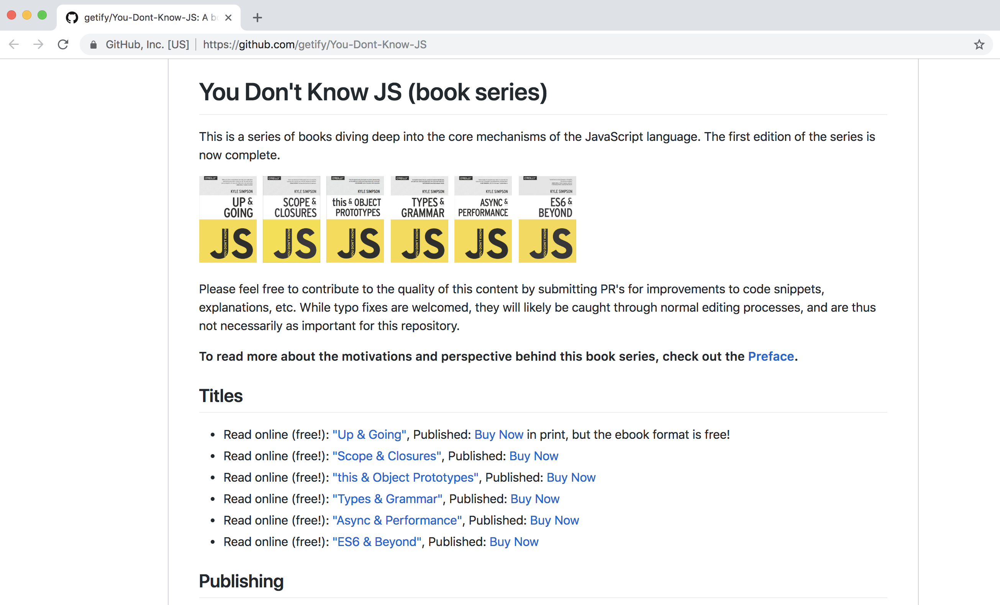 getify/You-Dont-Know-JS: A b
GitHub, Inc. [US] | https://github.com/getify/You-Dont-Know-JS
You Don't Know JS (book series)
This is a series of books diving deep into the core mechanisms of the JavaScript language. The first edition of the series is
now complete.
O'REILLY
KYLE SIMPSON
UP &
GOING
YOU DON'T KNOW
JS
O'REILLY
KYLE SIMPSON
SCOPE &
CLOSURES
YOU DON'T KNOW
JS
O'REILLY
KYLE SIMPSON
this & OBJECT
PROTOTYPES
YOU DON'T KNOW
JS
O'REILLY
KYLE SIMPSON
TYPES &
GRAMMAR
YOU DON'T KNOW
JS
O'REILLY
KYLE SIMPSON
ASYNC &
PERFORMANCE
YOU DON'T KNOW
JS
O'REILLY
KYLE SIMPSON
ES6 &
BEYOND
YOU DON'T KNOW
JS
Please feel free to contribute to the quality of this content by submitting PR's for improvements to code snippets,
explanations, etc. While typo fixes are welcomed, they will likely be caught through normal editing processes, and are thus
not necessarily as important for this repository.
To read more about the motivations and perspective behind this book series, check out the Preface.
Titles
• Read online (free!): "Up & Going", Published: Buy Now in print, but the ebook format is free!
• Read online (free!): "Scope & Closures", Published: Buy Now
• Read online (free!): "this & Object Prototypes", Published: Buy Now
• Read online (free!): "Types & Grammar", Published: Buy Now
• Read online (free!): "Async & Performance", Published: Buy Now
• Read online (free!): "ES6 & Beyond", Published: Buy Now
Publishing